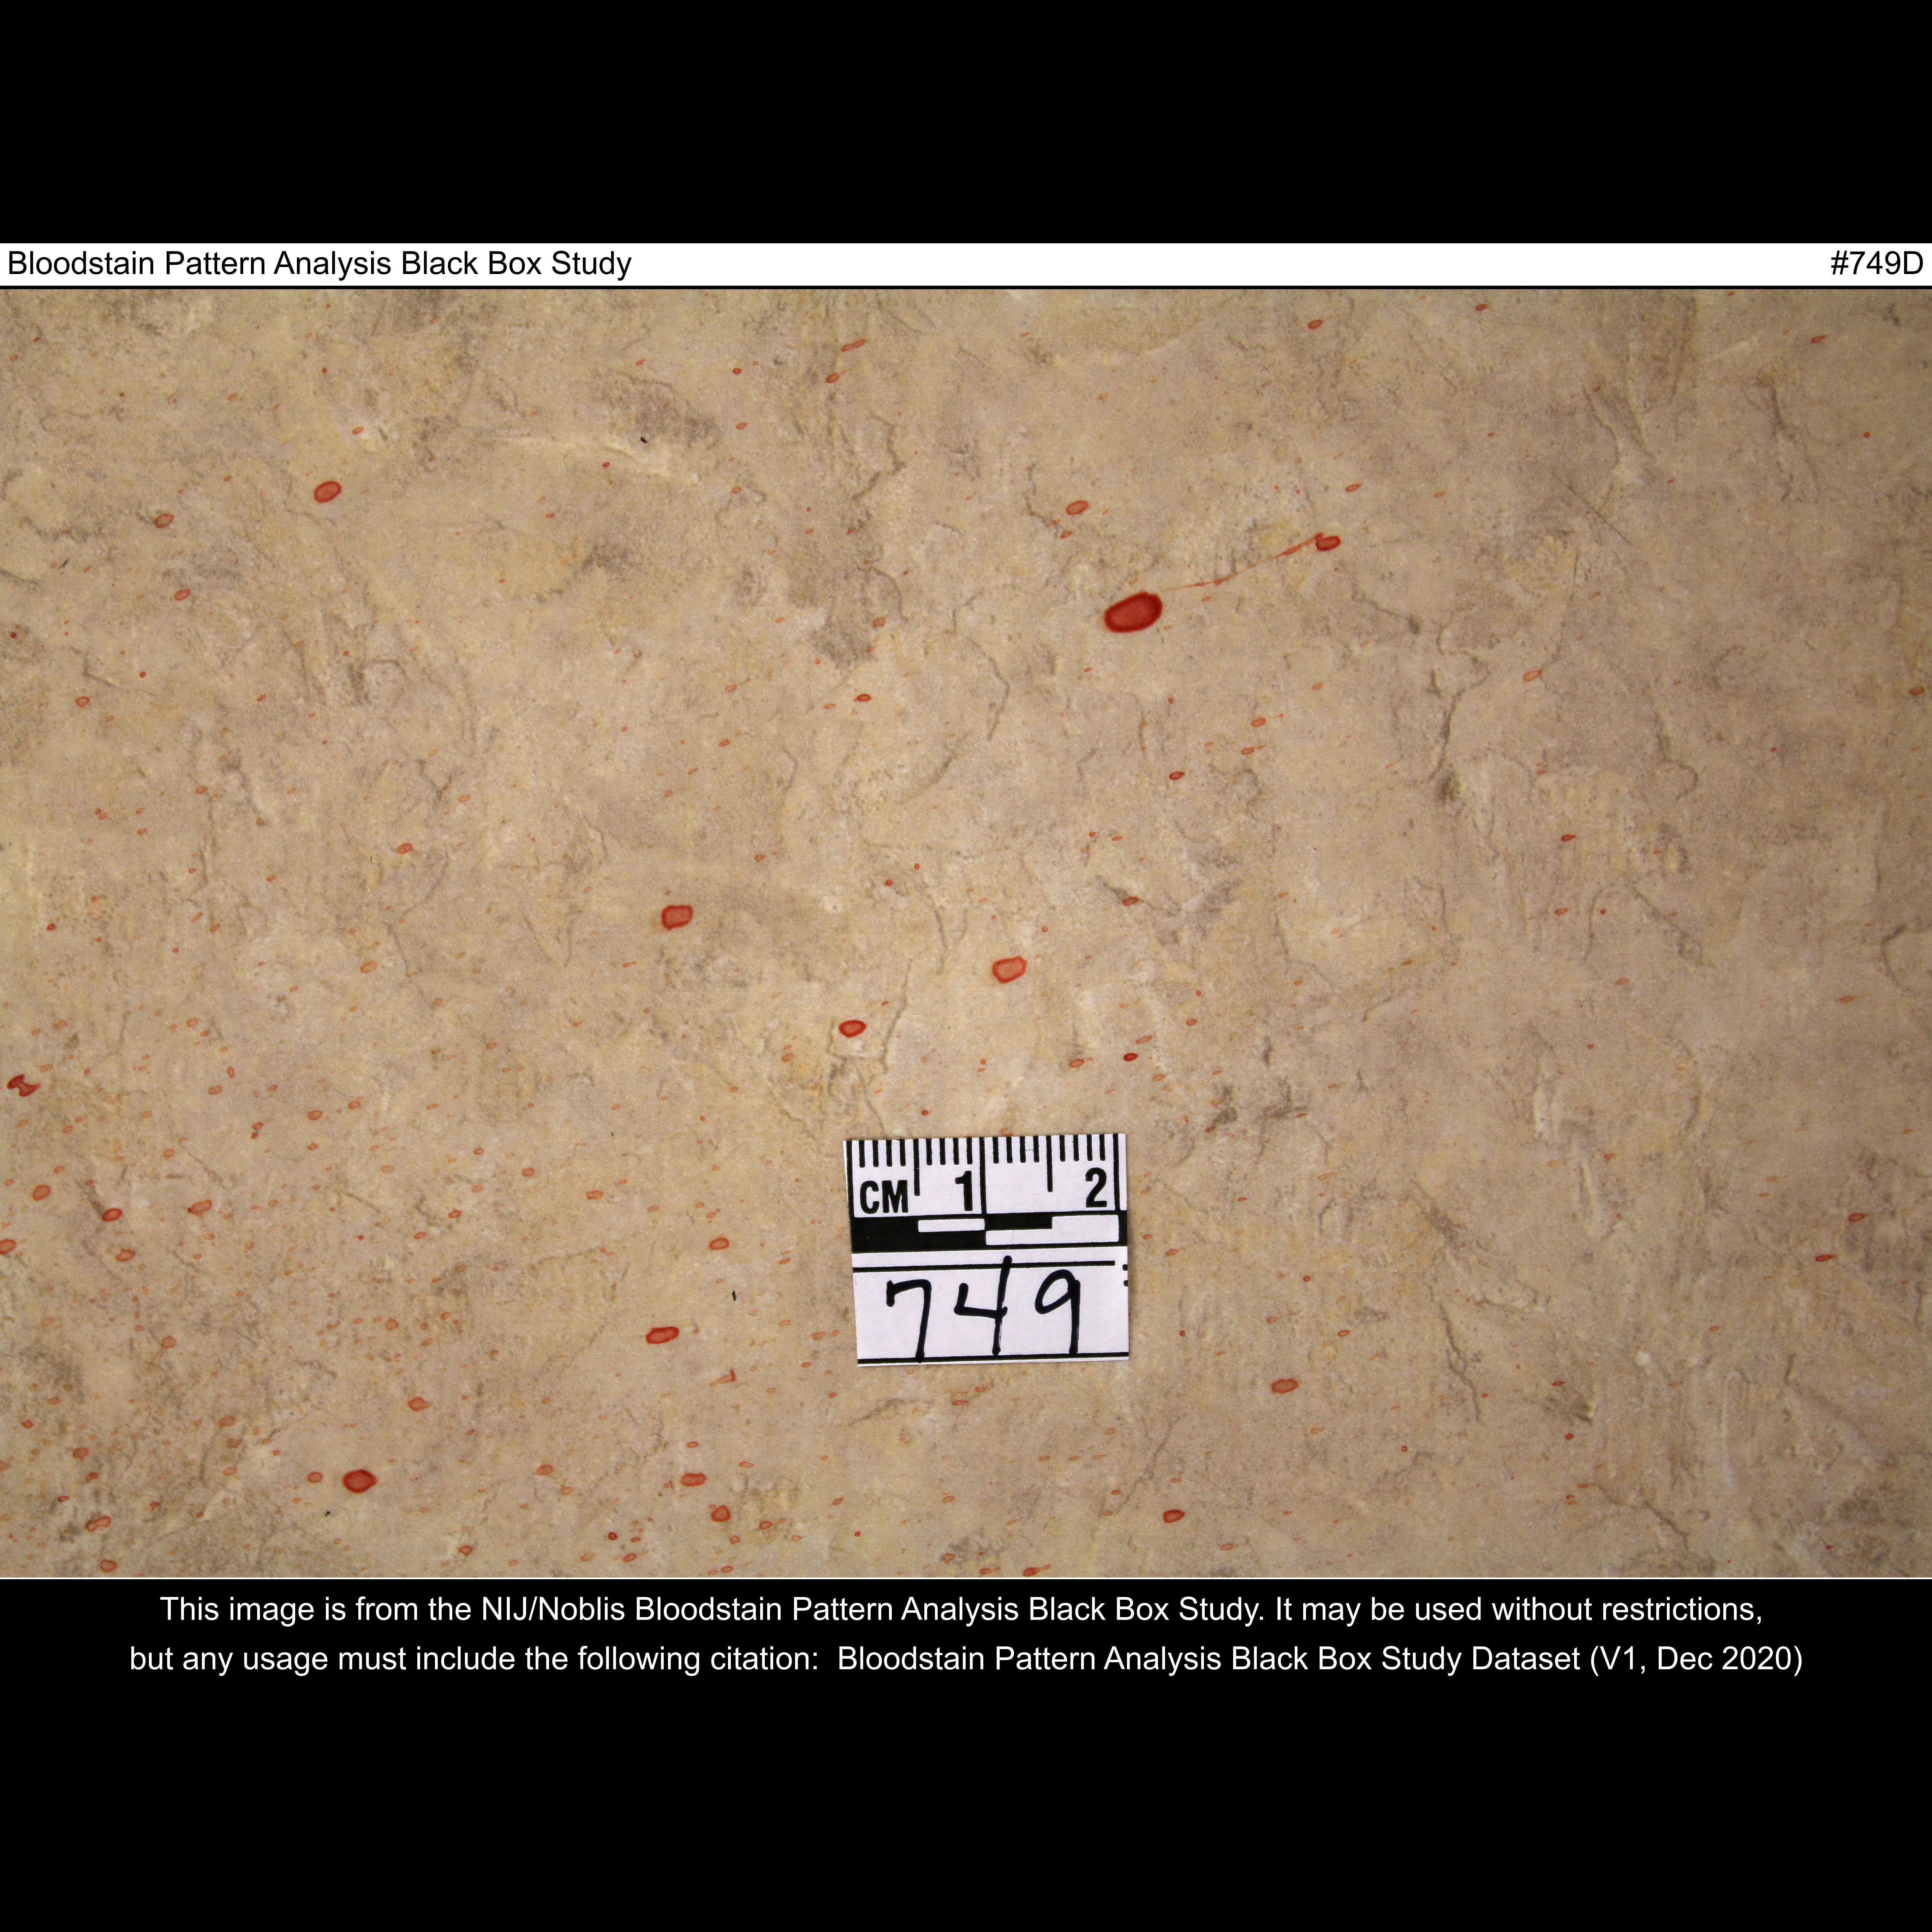 Bloodstain Pattern Analysis Black Box Study #749D
CM 1 2
749
This image is from the NIJ/Noblis Bloodstain Pattern Analysis Black Box Study. It may be used without restrictions,
but any usage must include the following citation: Bloodstain Pattern Analysis Black Box Study Dataset (V1, Dec 2020)